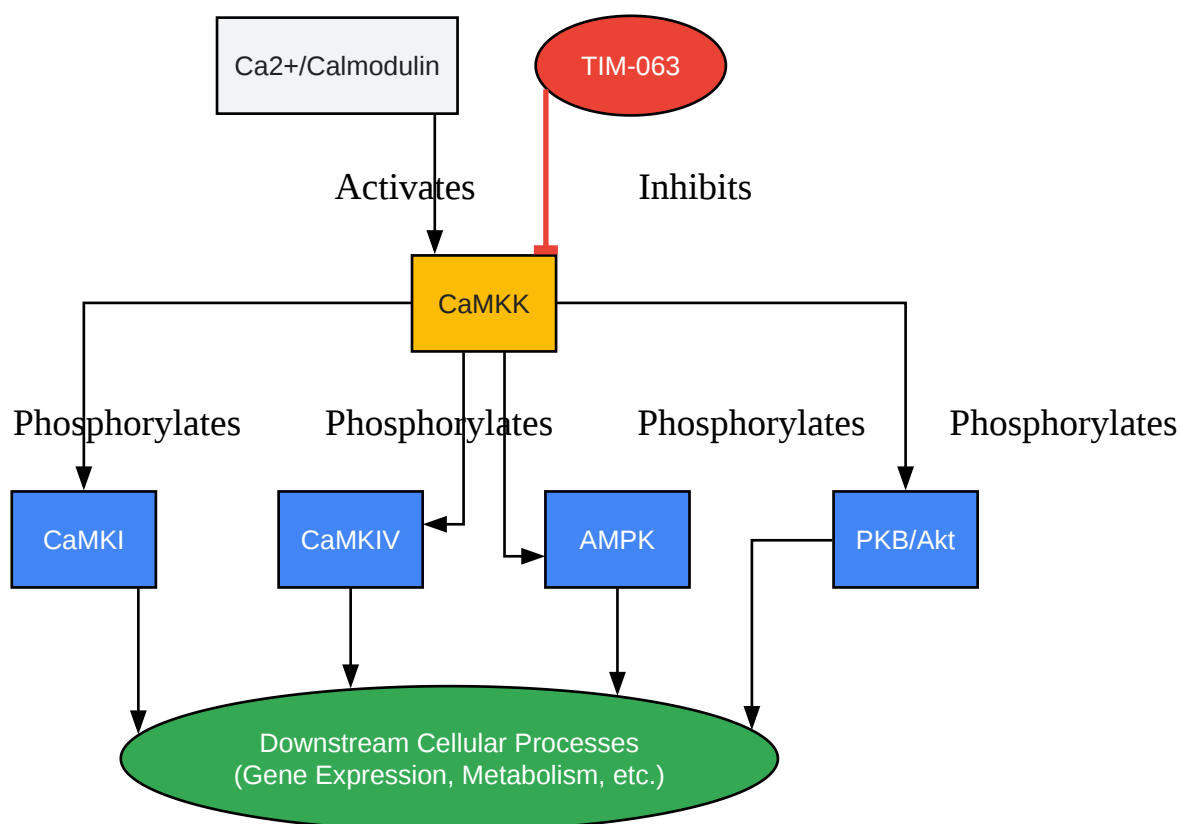 Ca2+/Calmodulin
TIM-063
Activates
Inhibits
CaMKK
Phosphorylates
Phosphorylates
Phosphorylates
Phosphorylates
CaMKI
CaMKIV
AMPK
PKB/Akt
Downstream Cellular Processes
(Gene Expression, Metabolism, etc.)